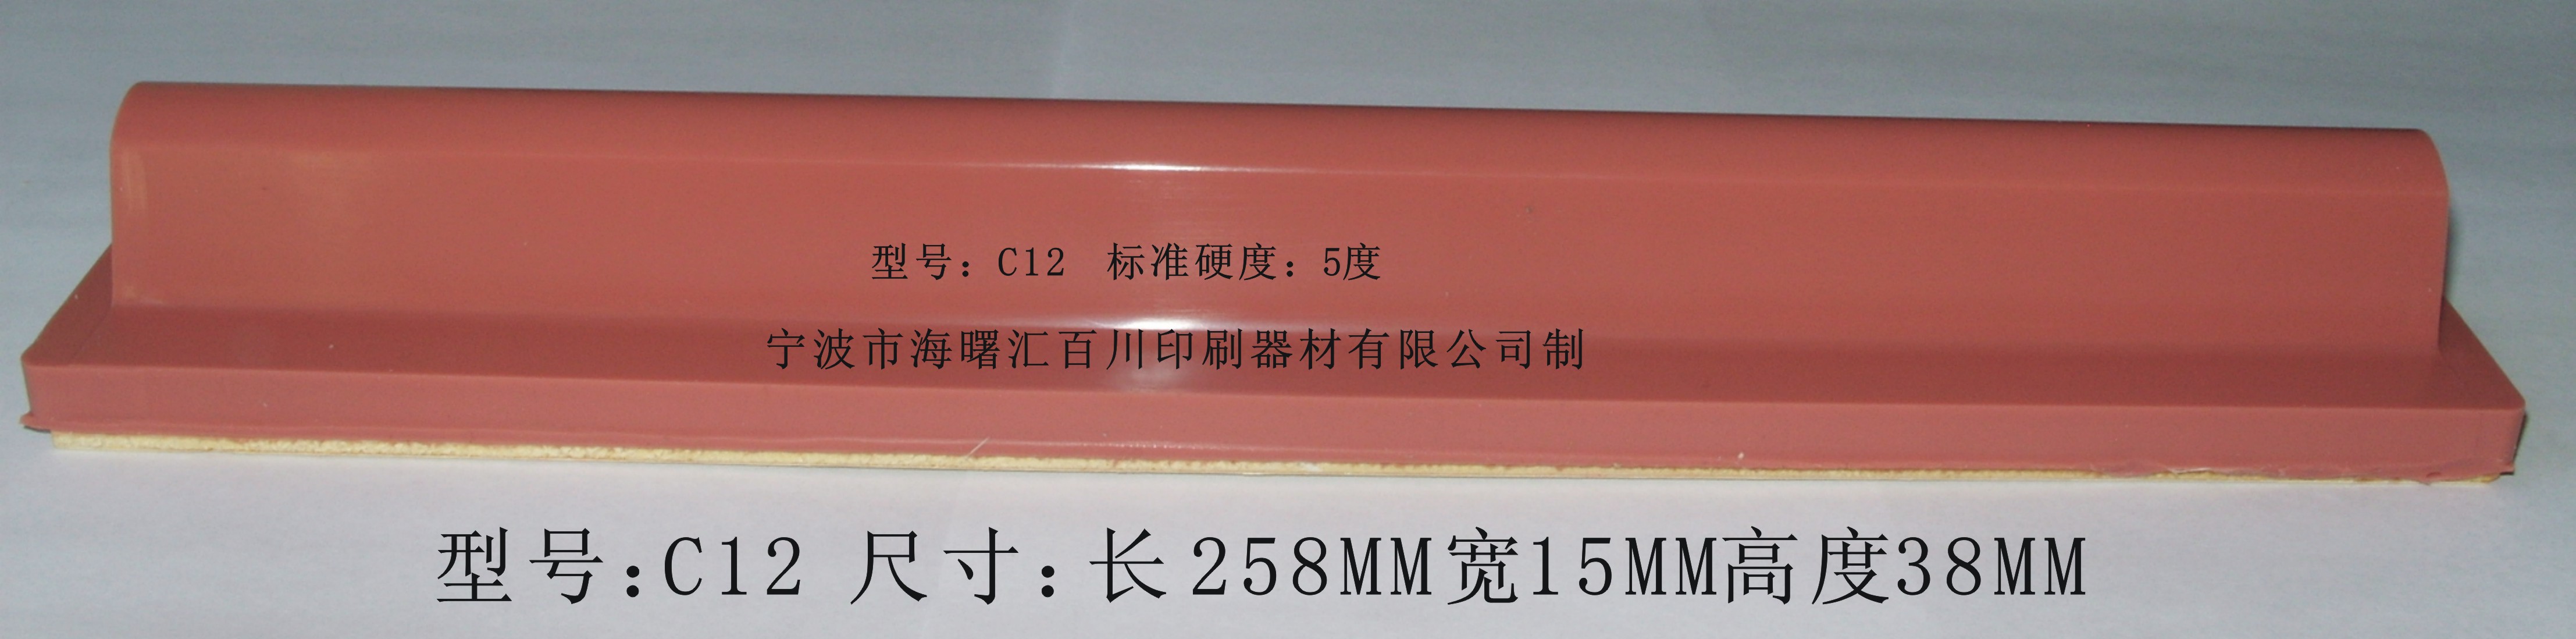 型号：C12 标准硬度：5度
宁波市海曙汇百川印刷器材有限公司制
型号：C12 尺寸：长258MM宽15MM高度38MM